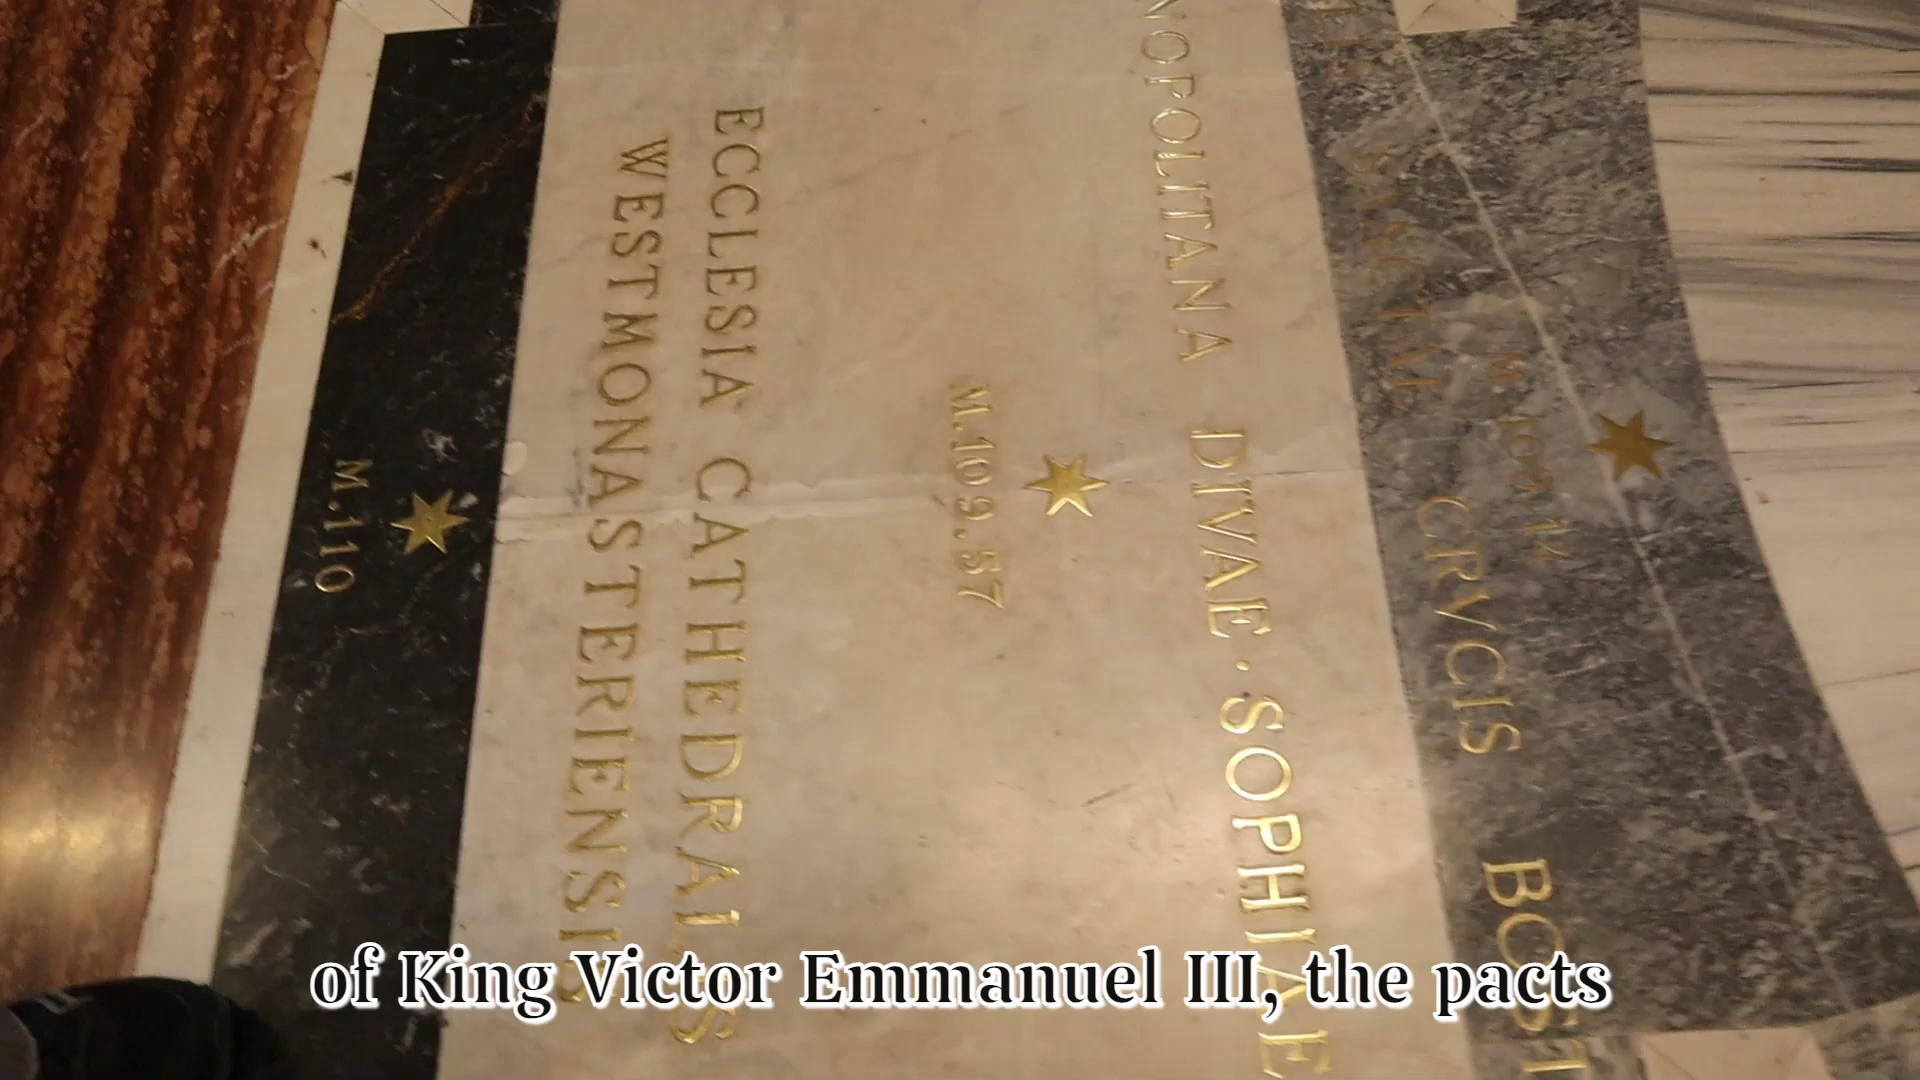 ECCLESIA CATHEDRALIS
WESTMONASTERIENSIS
M.110
M.109.57
NOPOLITANA DIVAE · SOPHIAE
CRVCIS BOST
of King Victor Emmanuel III, the pacts